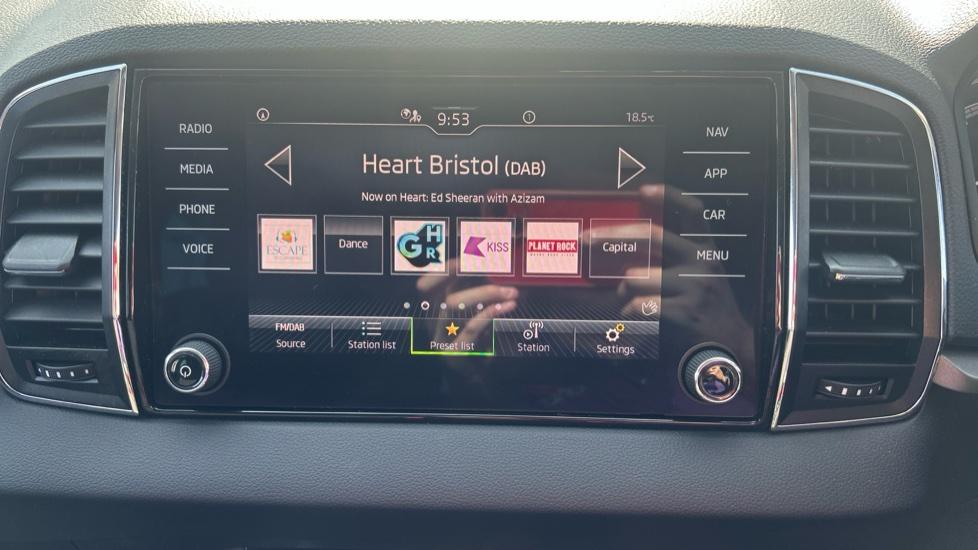 9:53
18.5°C
RADIO
MEDIA
PHONE
VOICE
Heart Bristol (DAB)
Now on Heart: Ed Sheeran with Azizam
ESCAPE
Dance
GHR
KISS
PLANET ROCK
Capital
FM/DAB
Source
Station list
Preset list
Station
Settings
NAV
APP
CAR
MENU